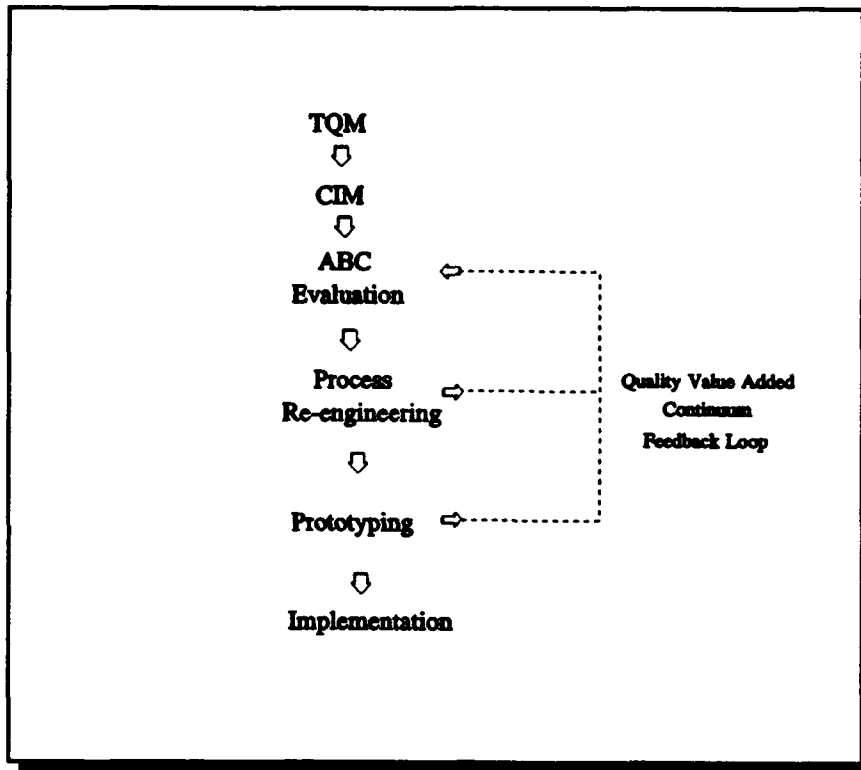 TQM
CIM
ABC
Evaluation
Process
Re-engineering
Quality Value Added
Continuum
Feedback Loop
Prototyping
Implementation